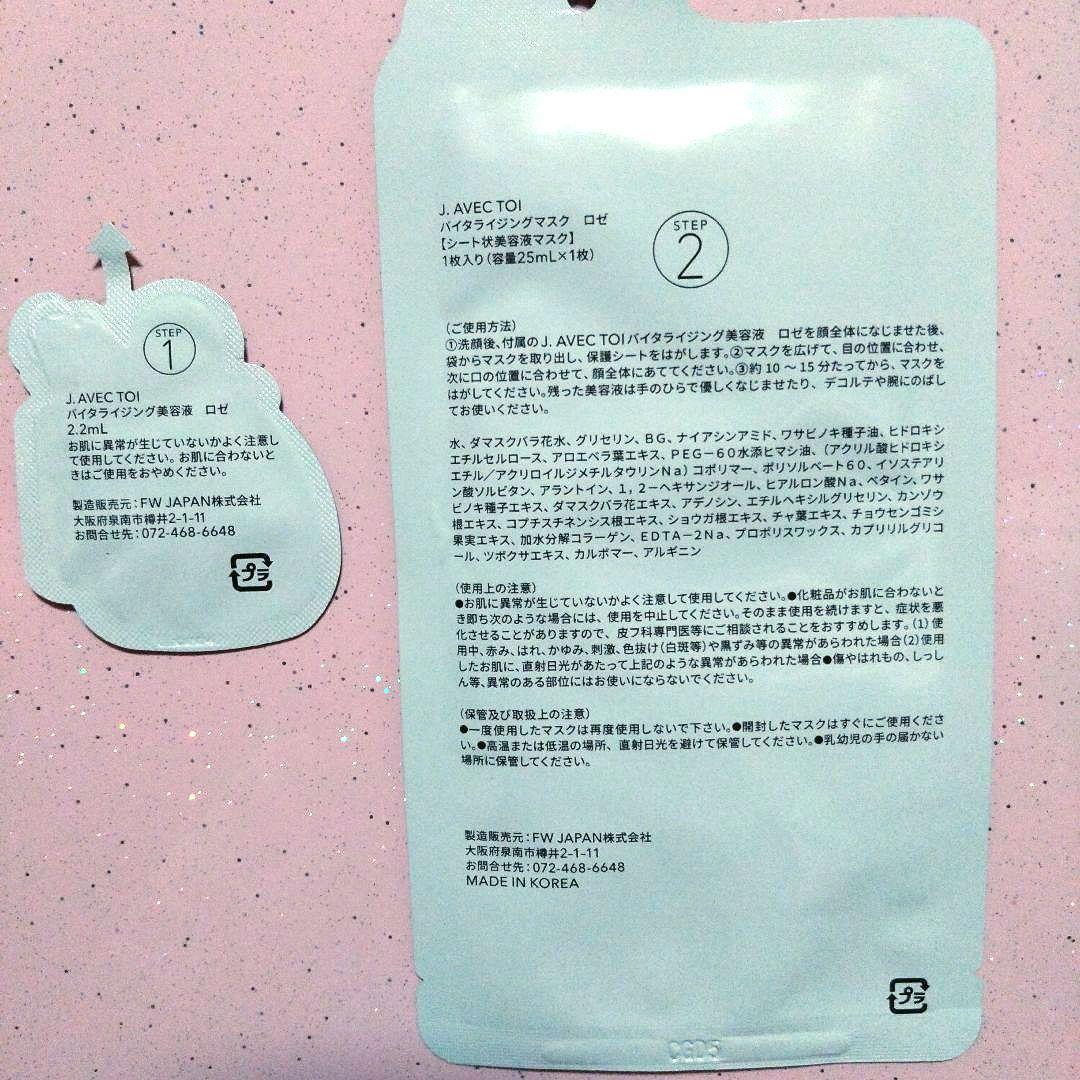 STEP
1
J. AVEC TOI
バイタライジング美容液　ロゼ
2.2mL
お肌に異常が生じていないかよく注意し
て使用してください。お肌に合わないと
きはご使用をおやめください。
製造販売元：FW JAPAN株式会社
大阪府泉南市樽井2-1-11
お問合せ先：072-468-6648
プラ
J. AVEC TOI
バイタライジングマスク　ロゼ
【シート状美容液マスク】
1枚入り（容量25mL×1枚）
STEP
2
（ご使用方法）
①洗顔後、付属のJ. AVEC TOIバイタライジング美容液　ロゼを顔全体になじませた後、
袋からマスクを取り出し、保護シートをはがします。②マスクを広げて、目の位置に合わせ、
次に口の位置に合わせて、顔全体にあててください。③約 10 ～ 15 分たってから、マスクを
はがしてください。残った美容液は手のひらで優しくなじませたり、デコルテや腕にのばし
てお使いください。
水、ダマスクバラ花水、グリセリン、ＢＧ、ナイアシンアミド、ワサビノキ種子油、ヒドロキシ
エチルセルロース、アロエベラ葉エキス、ＰＥＧ－６０水添ヒマシ油、（アクリル酸ヒドロキシ
エチル／アクリロイルジメチルタウリンＮａ）コポリマー、ポリソルベート６０、イソステアリ
ン酸ソルビタン、アラントイン、１，２－ヘキサンジオール、ヒアルロン酸Ｎａ、ベタイン、ワサ
ビノキ種子エキス、ダマスクバラ花エキス、アデノシン、エチルヘキシルグリセリン、カンゾウ
根エキス、コプチスチネンシス根エキス、ショウガ根エキス、チャ葉エキス、チョウセンゴミシ
果実エキス、加水分解コラーゲン、ＥＤＴＡ－２Ｎａ、プロポリスワックス、カプリリルグリコ
ール、ツボクサエキス、カルボマー、アルギニン
（使用上の注意）
●お肌に異常が生じていないかよく注意して使用してください。●化粧品がお肌に合わないと
き即ち次のような場合には、使用を中止してください。そのまま使用を続けますと、症状を悪
化させることがありますので、皮フ科専門医等にご相談されることをおすすめします。（1）使
用中、赤み、はれ、かゆみ、刺激、色抜け（白斑等）や黒ずみ等の異常があらわれた場合（2）使用
したお肌に、直射日光があたって上記のような異常があらわれた場合●傷やはれもの、しっし
ん等、異常のある部位にはお使いにならないでください。
（保管及び取扱上の注意）
●一度使用したマスクは再度使用しないで下さい。●開封したマスクはすぐにご使用くださ
い。●高温または低温の場所、直射日光を避けて保管してください。●乳幼児の手の届かない
場所に保管してください。
製造販売元：FW JAPAN株式会社
大阪府泉南市樽井2-1-11
お問合せ先：072-468-6648
MADE IN KOREA
プラ